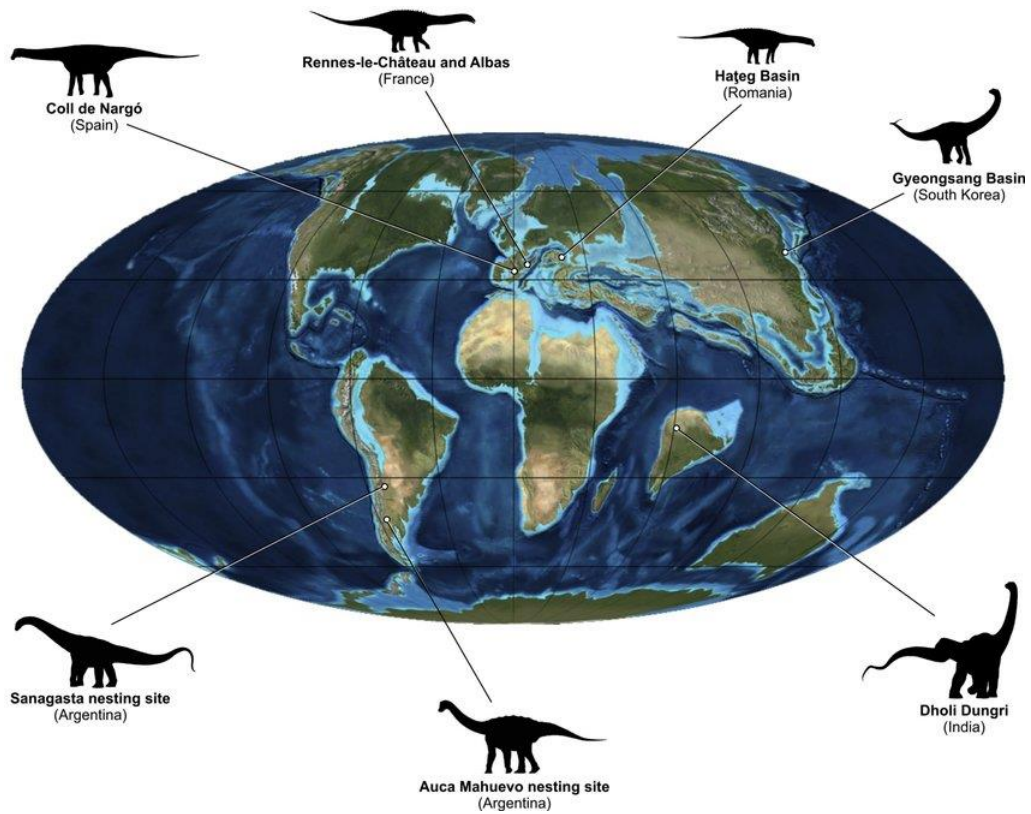 Rennes-le-Château and Albas
(France)
Haţeg Basin
(Romania)
Coll de Nargó
(Spain)
Gyeongsang Basin
(South Korea)
Sanagasta nesting site
(Argentina)
Dholi Dungri
(India)
Auca Mahuevo nesting site
(Argentina)